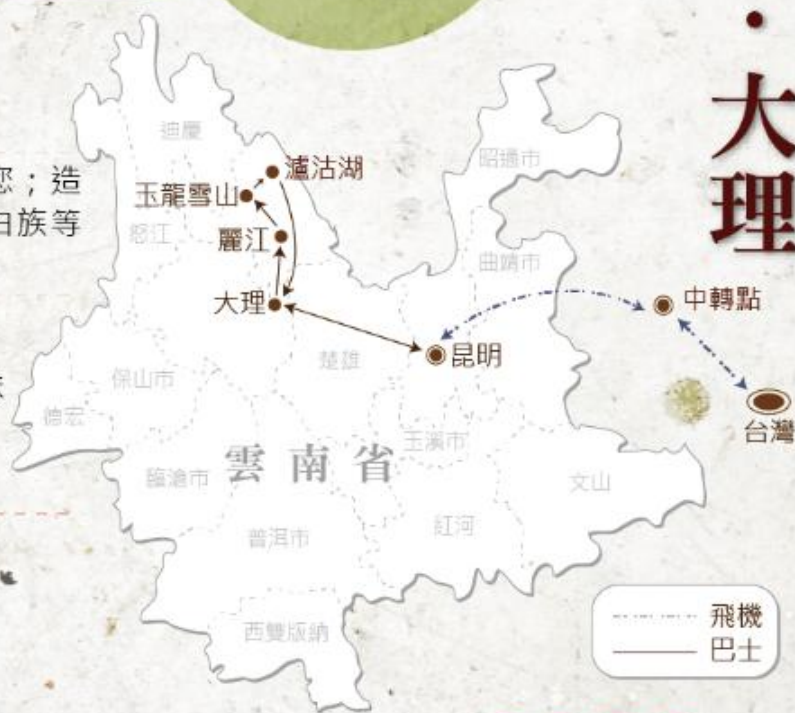 ・大理
您；造
白族等
迪慶
昭通市
瀘沽湖
玉龍雪山
怒江
麗江
曲靖市
大理
中轉點
昆明
楚雄
保山市
德宏
台灣
玉溪市
雲南省
臨滄市
文山
紅河
普洱市
西雙版納
飛機
巴士